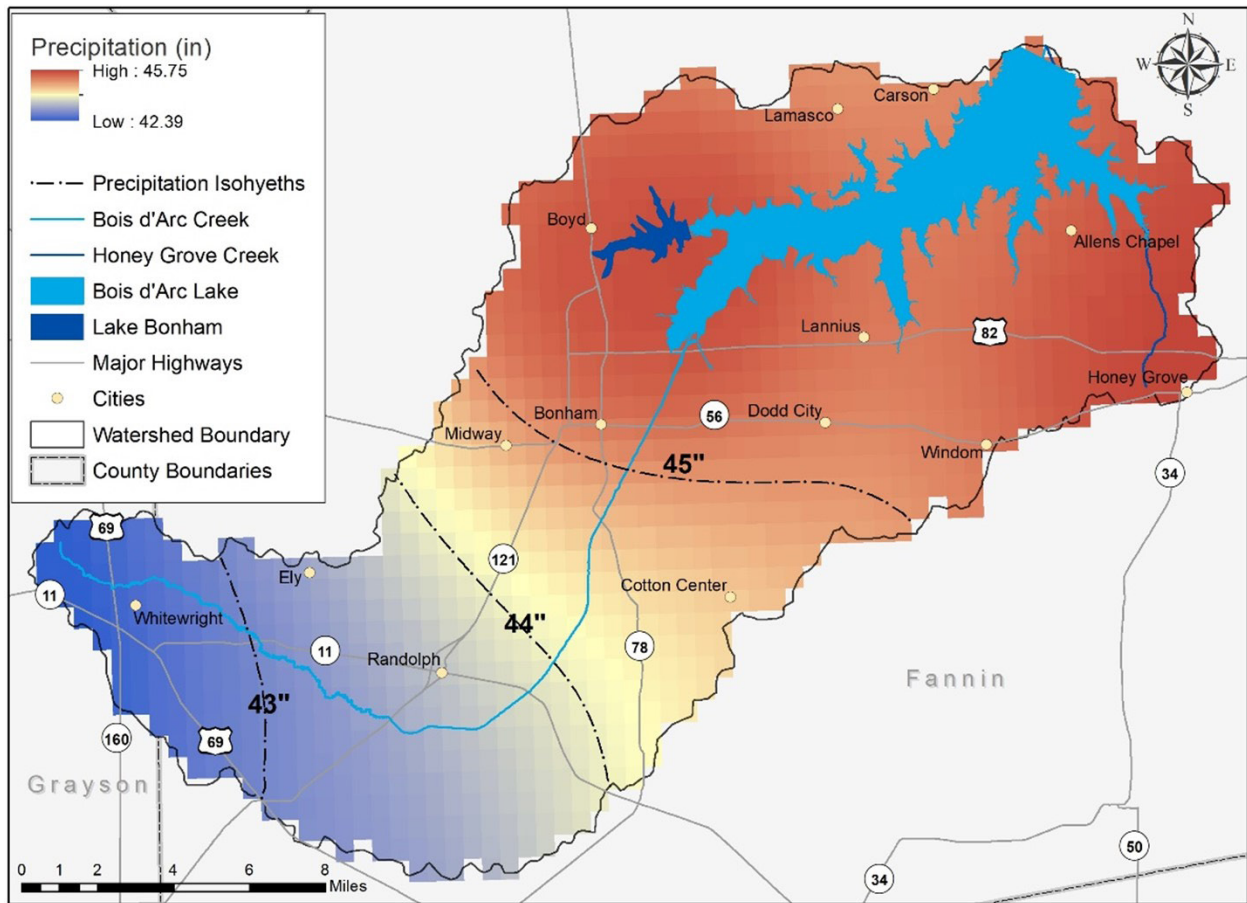 Precipitation (in)
High : 45.75
Low : 42.39
Precipitation Isohyeths
Bois d'Arc Creek
Honey Grove Creek
Bois d'Arc Lake
Lake Bonham
Major Highways
Cities
Watershed Boundary
County Boundaries
N
W E
S
Carson
Lamasco
Boyd
Allens Chapel
Lannius
82
Honey Grove
Bonham
56
Dodd City
Midway
Windom
45"
34
69
121
Ely
Cotton Center
11
Whitewright
44"
11
78
Randolph
Fannin
43"
69
160
Grayson
50
34
0 1 2 4 6 8
Miles